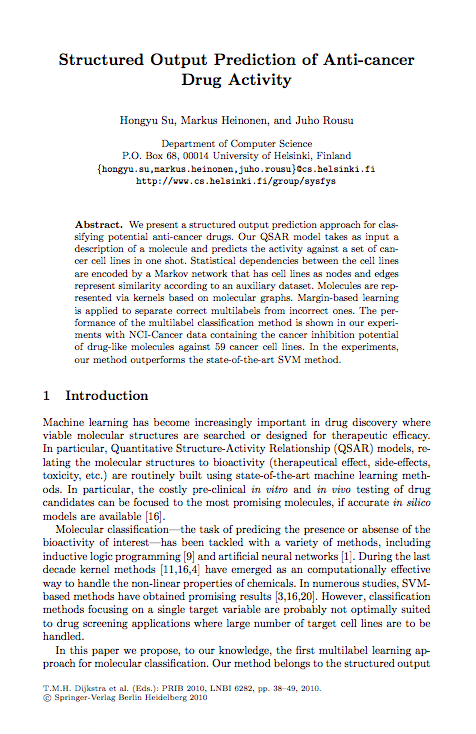 Structured Output Prediction of Anti-cancer
Drug Activity
Hongyu Su, Markus Heinonen, and Juho Rousu
Department of Computer Science
P.O. Box 68, 00014 University of Helsinki, Finland
{hongyu.su,markus.heinonen,juho.rousu}@cs.helsinki.fi
http://www.cs.helsinki.fi/group/sysfys
Abstract. We present a structured output prediction approach for clas-
sifying potential anti-cancer drugs. Our QSAR model takes as input a
description of a molecule and predicts the activity against a set of can-
cer cell lines in one shot. Statistical dependencies between the cell lines
are encoded by a Markov network that has cell lines as nodes and edges
represent similarity according to an auxiliary dataset. Molecules are rep-
resented via kernels based on molecular graphs. Margin-based learning
is applied to separate correct multilabels from incorrect ones. The per-
formance of the multilabel classification method is shown in our experi-
ments with NCI-Cancer data containing the cancer inhibition potential
of drug-like molecules against 59 cancer cell lines. In the experiments,
our method outperforms the state-of-the-art SVM method.
1 Introduction
Machine learning has become increasingly important in drug discovery where
viable molecular structures are searched or designed for therapeutic efficacy.
In particular, Quantitative Structure-Activity Relationship (QSAR) models, re-
lating the molecular structures to bioactivity (therapeutical effect, side-effects,
toxicity, etc.) are routinely built using state-of-the-art machine learning meth-
ods. In particular, the costly pre-clinical in vitro and in vivo testing of drug
candidates can be focused to the most promising molecules, if accurate in silico
models are available [16].
Molecular classification—the task of predicing the presence or absense of the
bioactivity of interest—has been tackled with a variety of methods, including
inductive logic programming [9] and artificial neural networks [1]. During the last
decade kernel methods [11,16,4] have emerged as an computationally effective
way to handle the non-linear properties of chemicals. In numerous studies, SVM-
based methods have obtained promising results [3,16,20]. However, classification
methods focusing on a single target variable are probably not optimally suited
to drug screening applications where large number of target cell lines are to be
handled.
In this paper we propose, to our knowledge, the first multilabel learning ap-
proach for molecular classification. Our method belongs to the structured output
T.M.H. Dijkstra et al. (Eds.): PRIB 2010, LNBI 6282, pp. 38–49, 2010.
© Springer-Verlag Berlin Heidelberg 2010